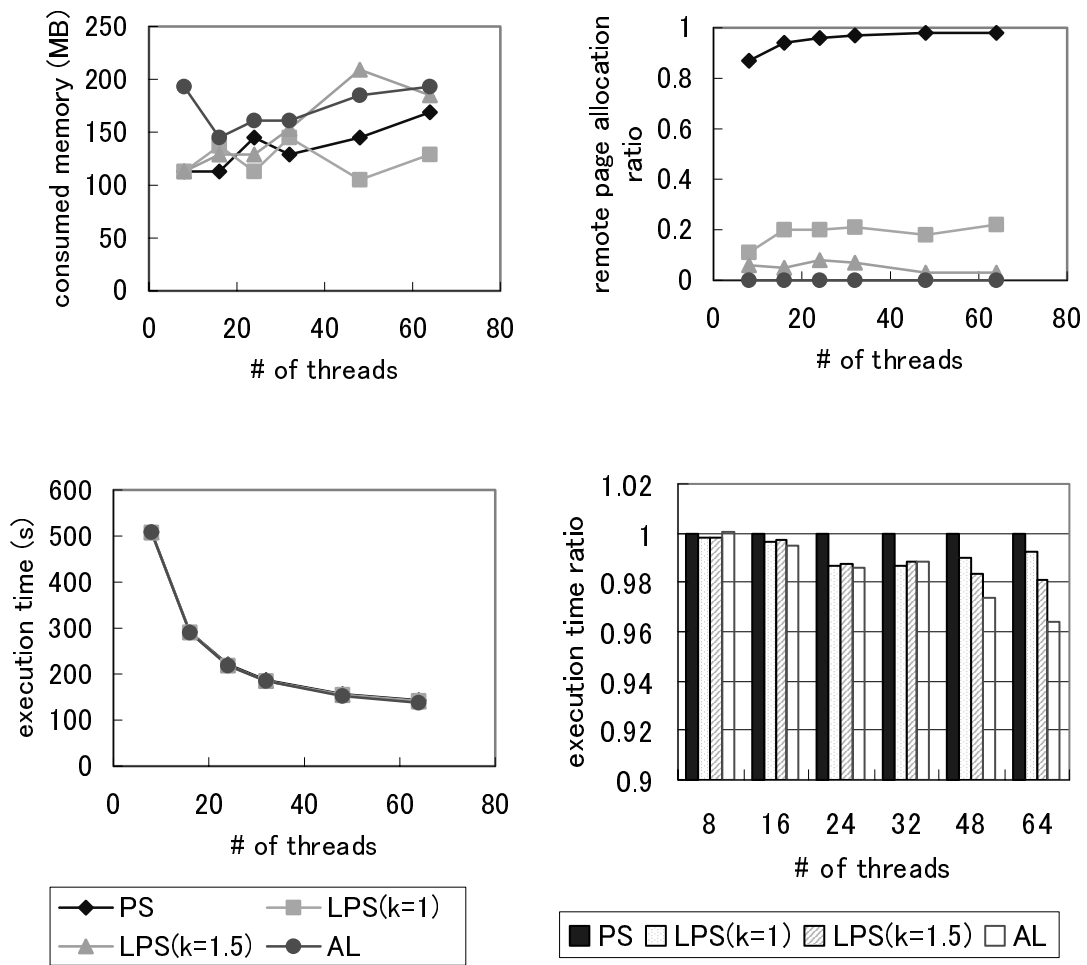 consumed memory (MB)
250
200
150
100
50
0
0 20 40 60 80
# of threads
remote page allocation
ratio
1
0.8
0.6
0.4
0.2
0
0 20 40 60 80
# of threads
execution time (s)
600
500
400
300
200
100
0
0 20 40 60 80
# of threads
execution time ratio
1.02
1
0.98
0.96
0.94
0.92
0.9
8 16 24 32 48 64
# of threads
PS LPS(k=1)
LPS(k=1.5) AL
PS LPS(k=1) LPS(k=1.5) AL